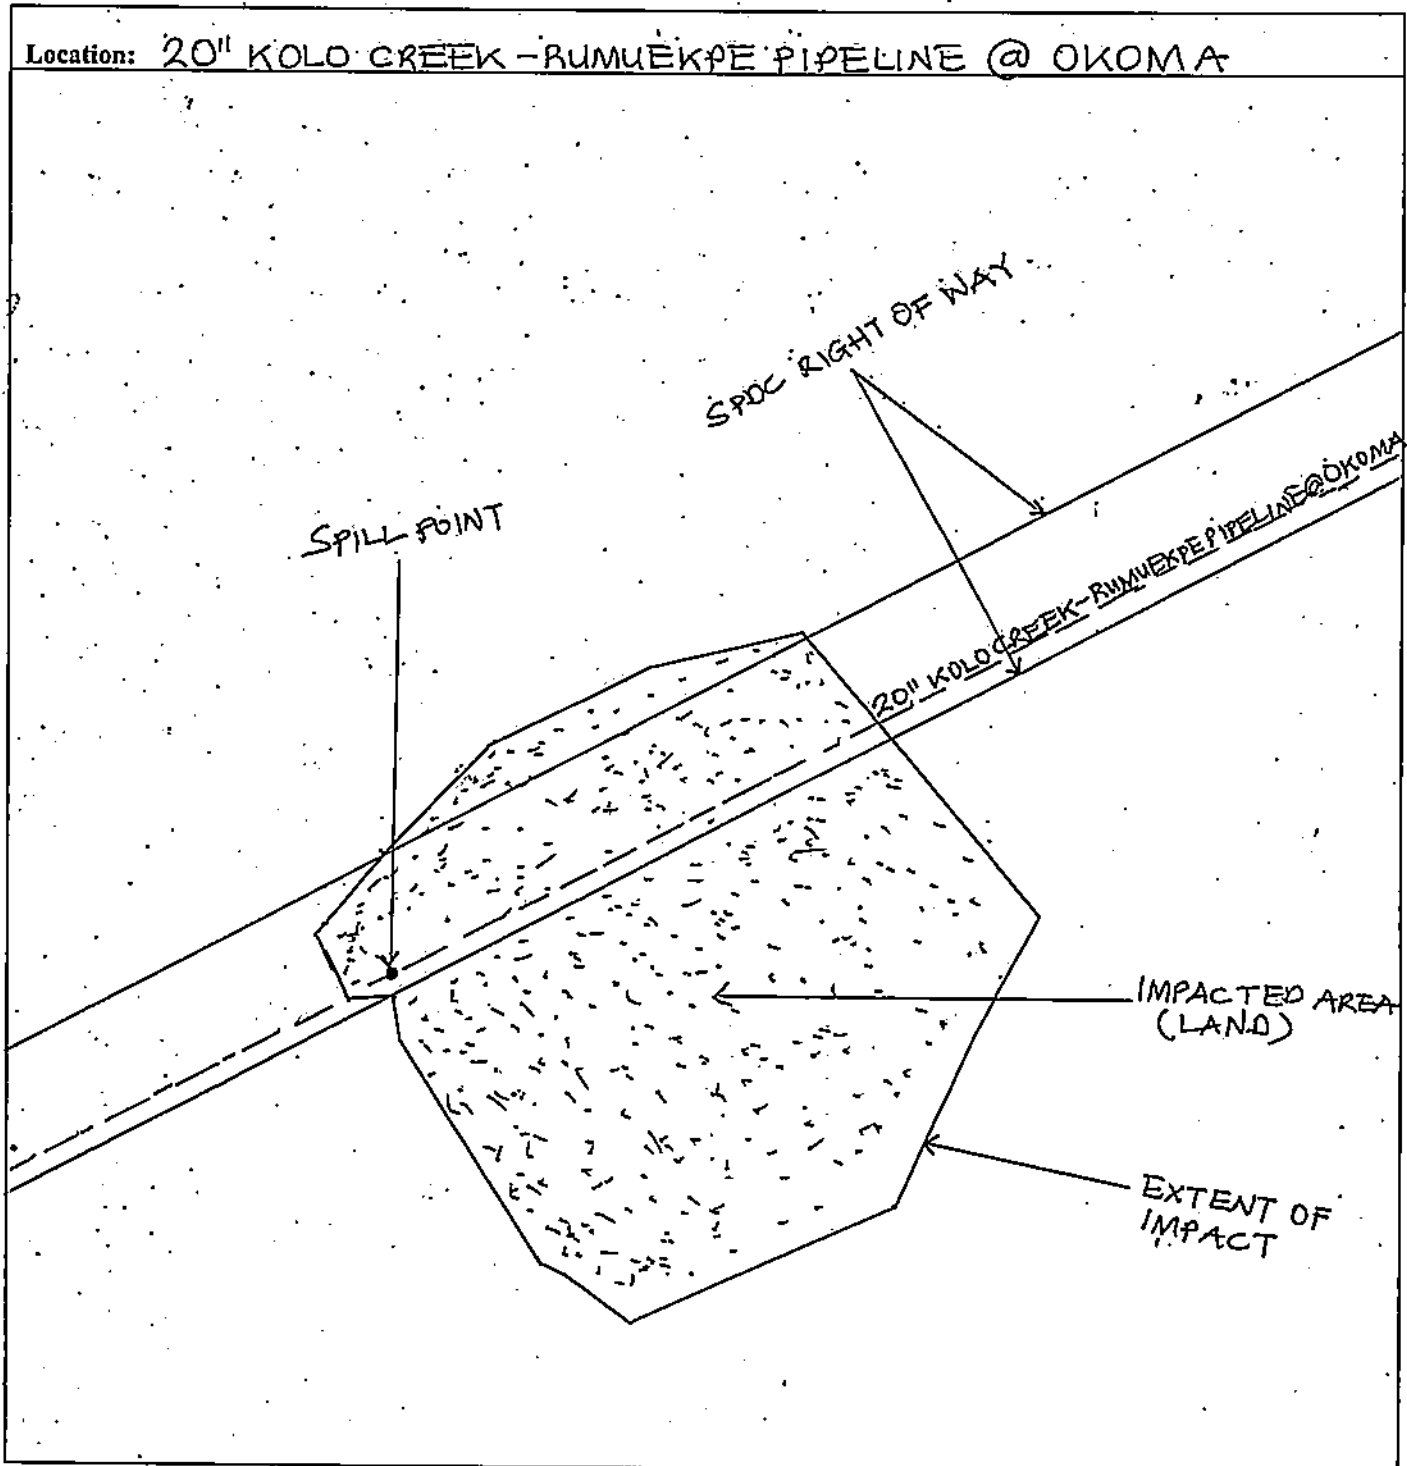 Location: 20" KOLO CREEK - RUMUEKPE PIPELINE @ OKOMA
SPDC RIGHT OF WAY
20" KOLO CREEK-RUMUEKPE PIPELINE@OKOMA
SPILL POINT
IMPACTED AREA
(LAND)
EXTENT OF
IMPACT